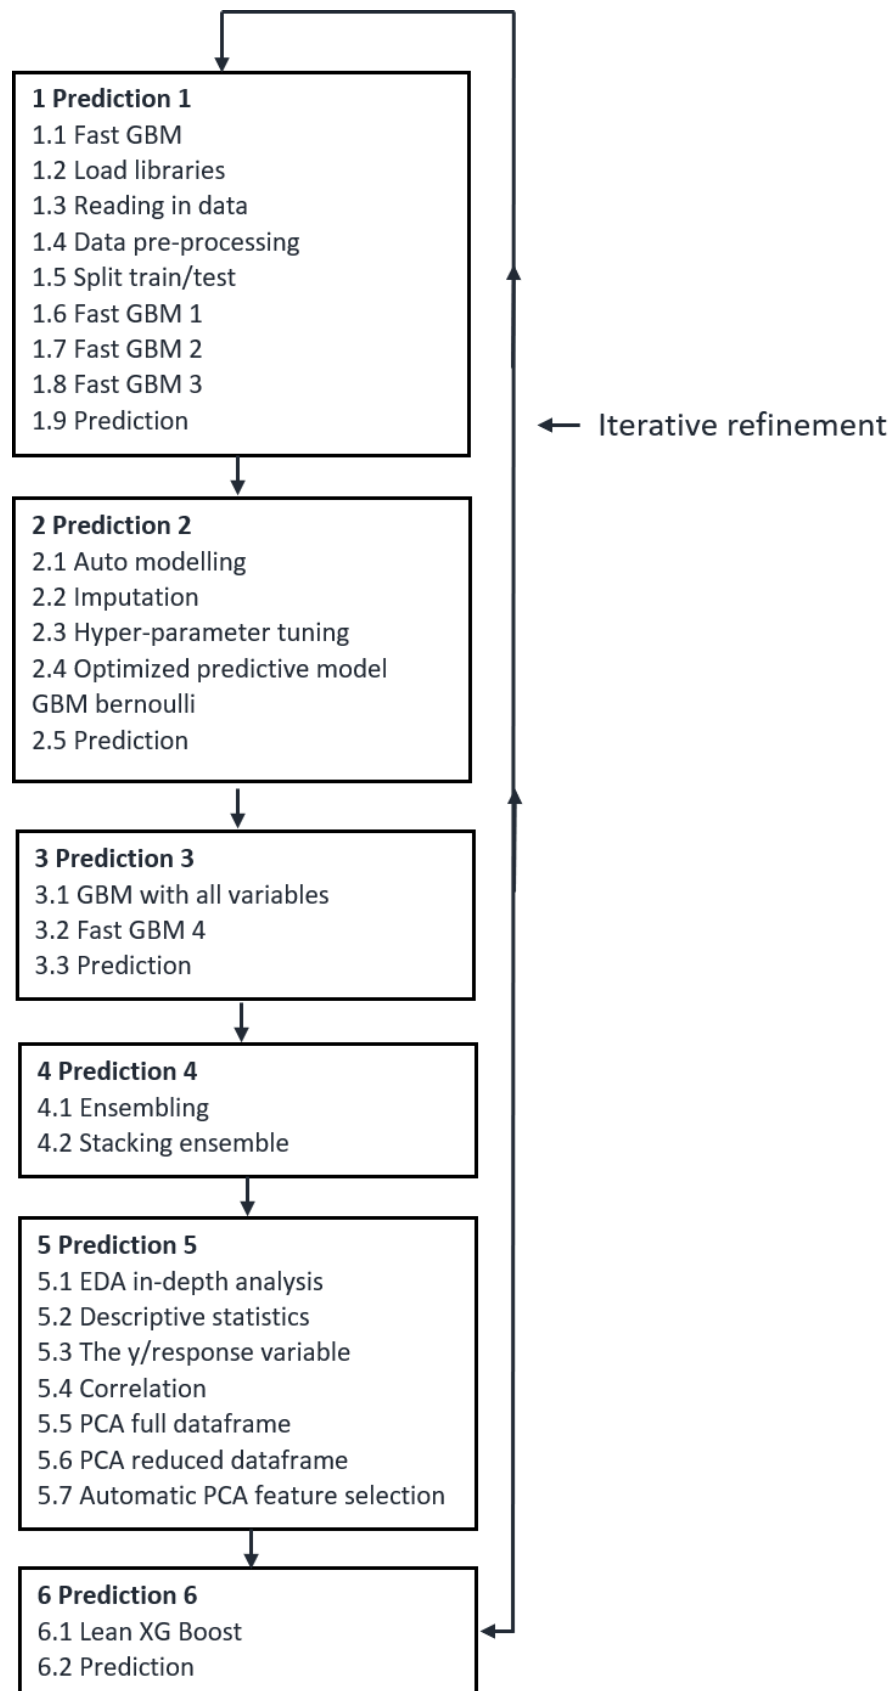 1 Prediction 1
1.1 Fast GBM
1.2 Load libraries
1.3 Reading in data
1.4 Data pre-processing
1.5 Split train/test
1.6 Fast GBM 1
1.7 Fast GBM 2
1.8 Fast GBM 3
1.9 Prediction
Iterative refinement
2 Prediction 2
2.1 Auto modelling
2.2 Imputation
2.3 Hyper-parameter tuning
2.4 Optimized predictive model
GBM bernoulli
2.5 Prediction
3 Prediction 3
3.1 GBM with all variables
3.2 Fast GBM 4
3.3 Prediction
4 Prediction 4
4.1 Ensembling
4.2 Stacking ensemble
5 Prediction 5
5.1 EDA in-depth analysis
5.2 Descriptive statistics
5.3 The y/response variable
5.4 Correlation
5.5 PCA full dataframe
5.6 PCA reduced dataframe
5.7 Automatic PCA feature selection
6 Prediction 6
6.1 Lean XG Boost
6.2 Prediction